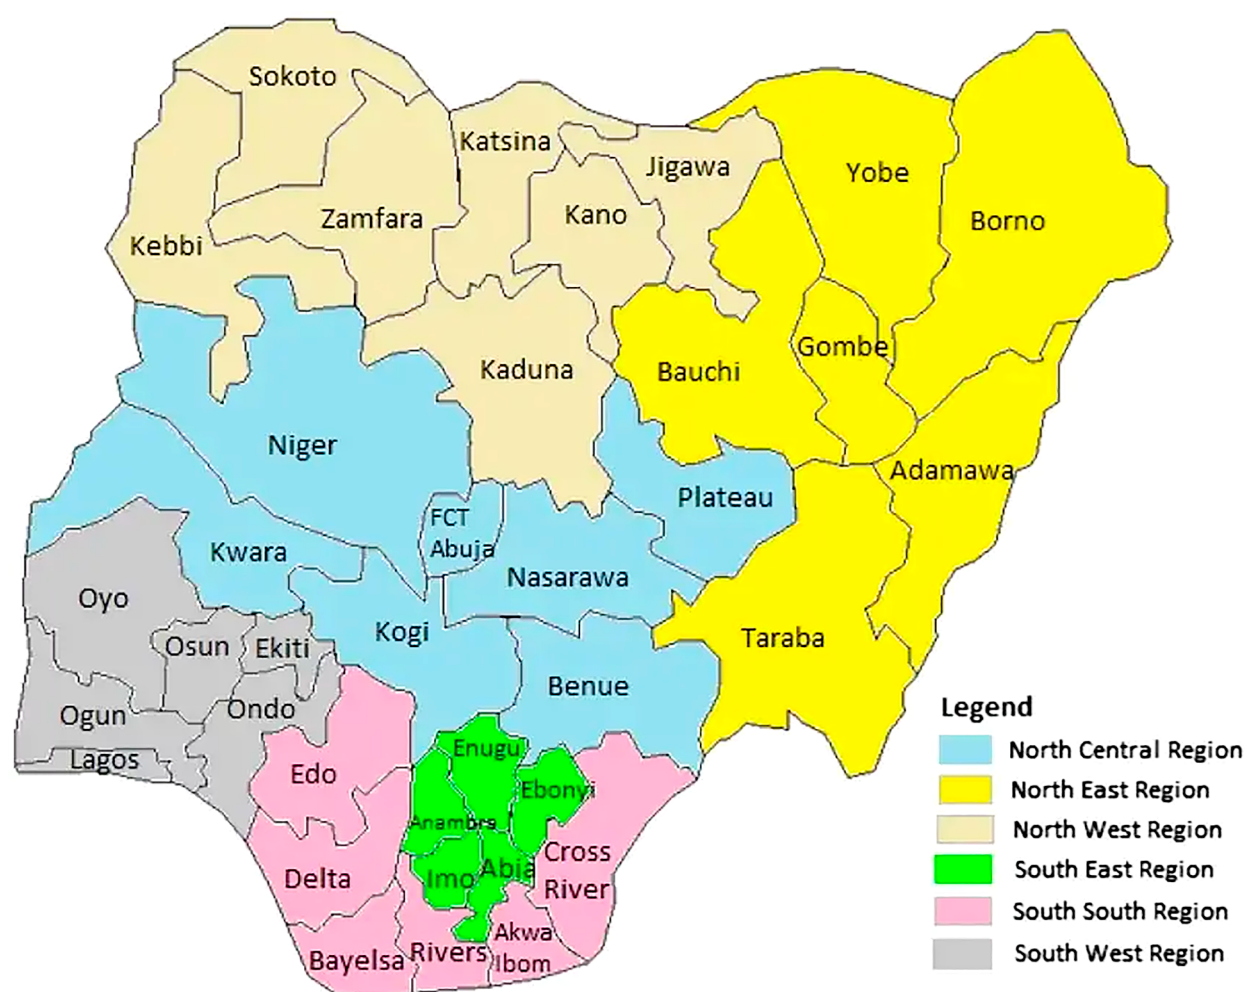 Sokoto
Katsina
Jigawa
Yobe
Kano
Zamfara
Borno
Kebbi
Gombe
Kaduna
Bauchi
Niger
Adamawa
Plateau
FCT
Abuja
Kwara
Nasarawa
Oyo
Kogi
Taraba
Osun
Ekiti
Benue
Ogun
Ondo
Lagos
Enugu
Edo
Ebonyi
Anambra
Cross
River
Imo
Abia
Delta
Akwa
Ibom
Rivers
Bayelsa
Legend
North Central Region
North East Region
North West Region
South East Region
South South Region
South West Region